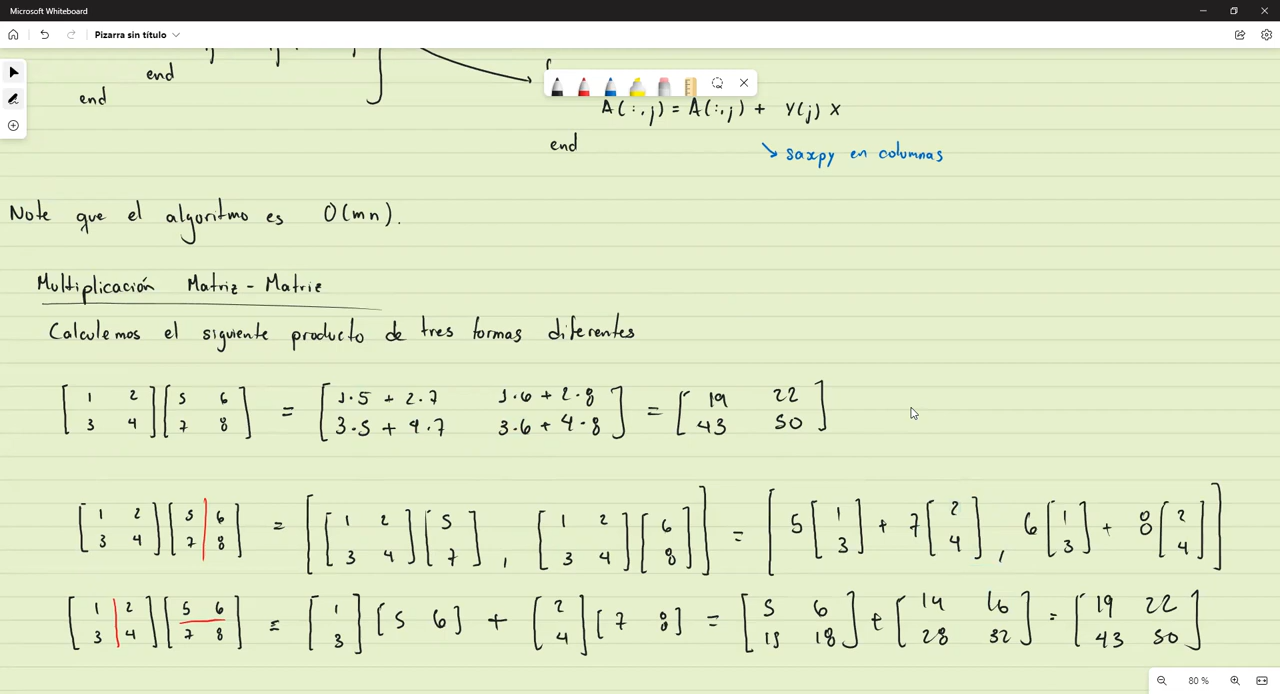 Microsoft Whiteboard
Pizarra sin título
end
end
A(:,j) = A(:,j) + Y(j) X
end
↘ saxpy en columnas
Note que el algoritmo es O(mn).
Multiplicación Matriz - Matriz
Calculemos el siguiente producto de tres formas diferentes
[1 2; 3 4] [5 6; 7 8] = [1·5 + 2·7 1·6 + 2·8; 3·5 + 4·7 3·6 + 4·8] = [19 22; 43 50]
[1 2; 3 4] [5 | 6; 7 | 8] = [[1 2; 3 4] [5; 7] , [1 2; 3 4] [6; 8]] = [5 [1; 3] + 7 [2; 4] , 6 [1; 3] + 8 [2; 4]]
[1 | 2; 3 | 4] [5 6; 7 8] = [1; 3] [5 6] + [2; 4] [7 8] = [5 6; 15 18] + [14 16; 28 32] = [19 22; 43 50]
80 %